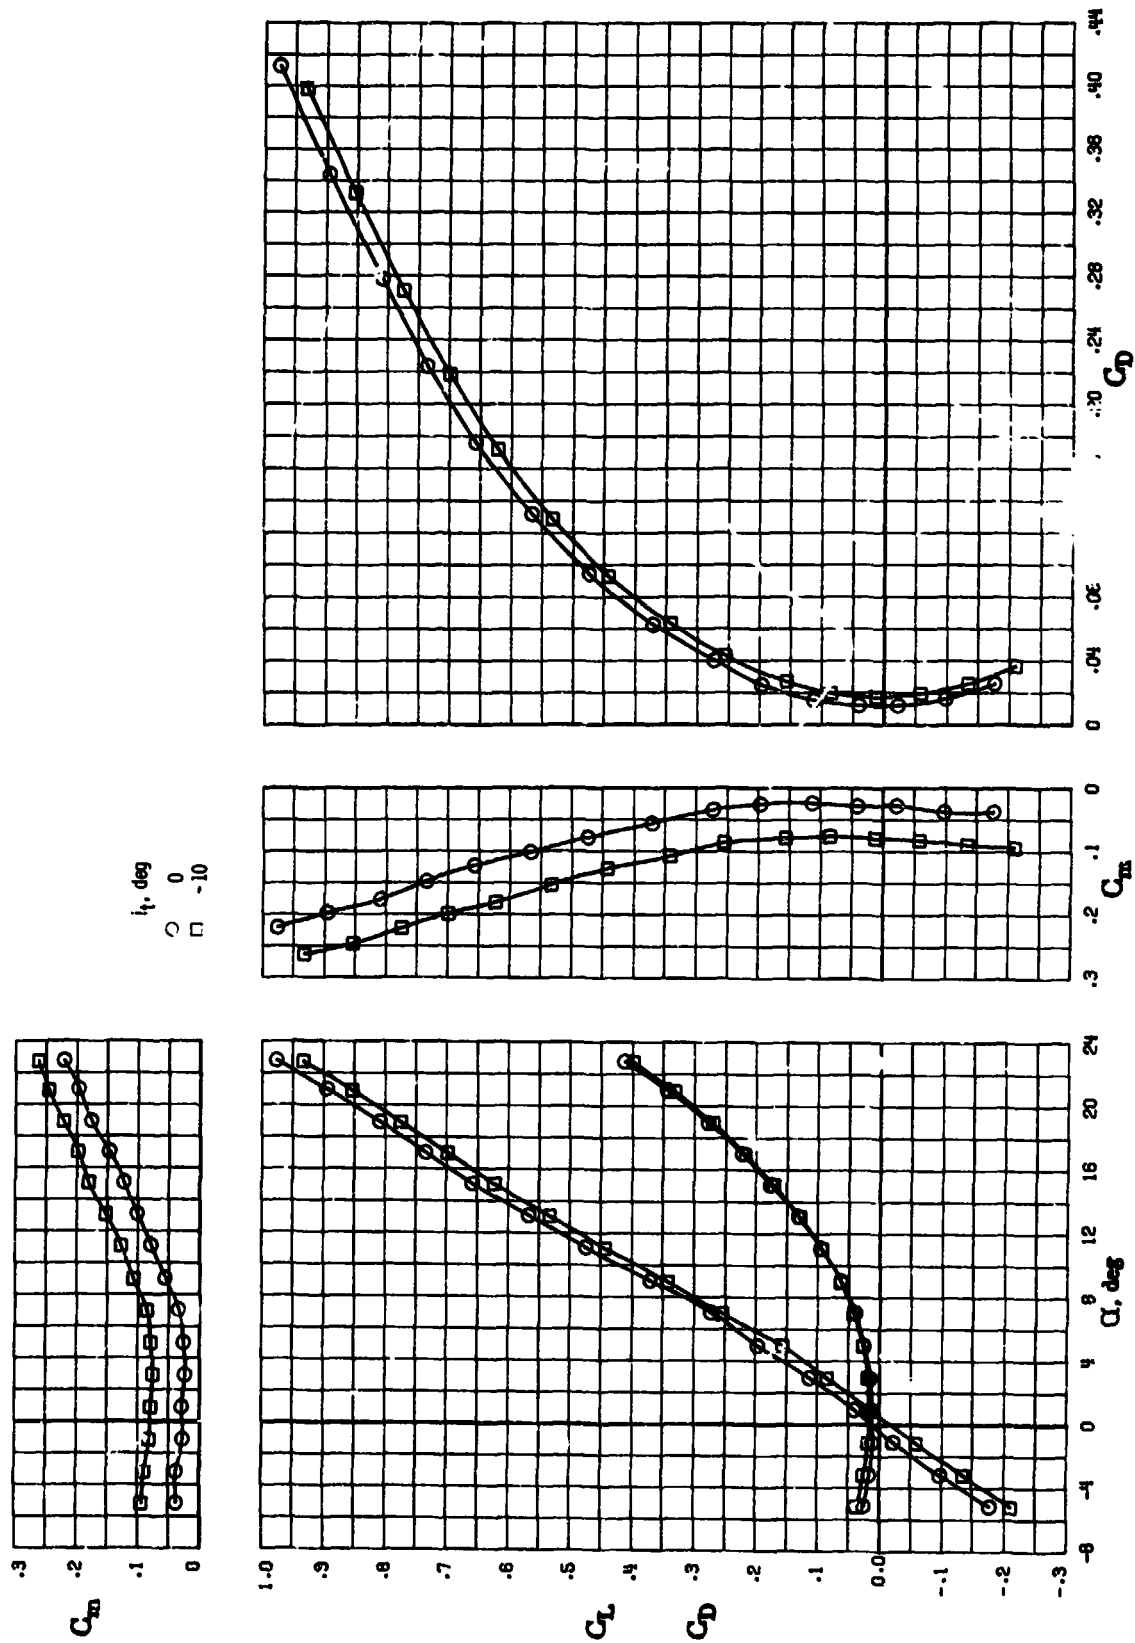 .3
.2
.1
0
Cm
it, deg
○ 0
□ -10
1.0
.9
.8
.7
.6
.5
.4
.3
.2
.1
0.0
-.1
-.2
-.3
CL
CD
-8 -4 0 4 8 12 16 20 24
α, deg
.3 .2 .1 0
Cm
0 .04 .20 .24 .28 .32 .36 .40 .44
CD